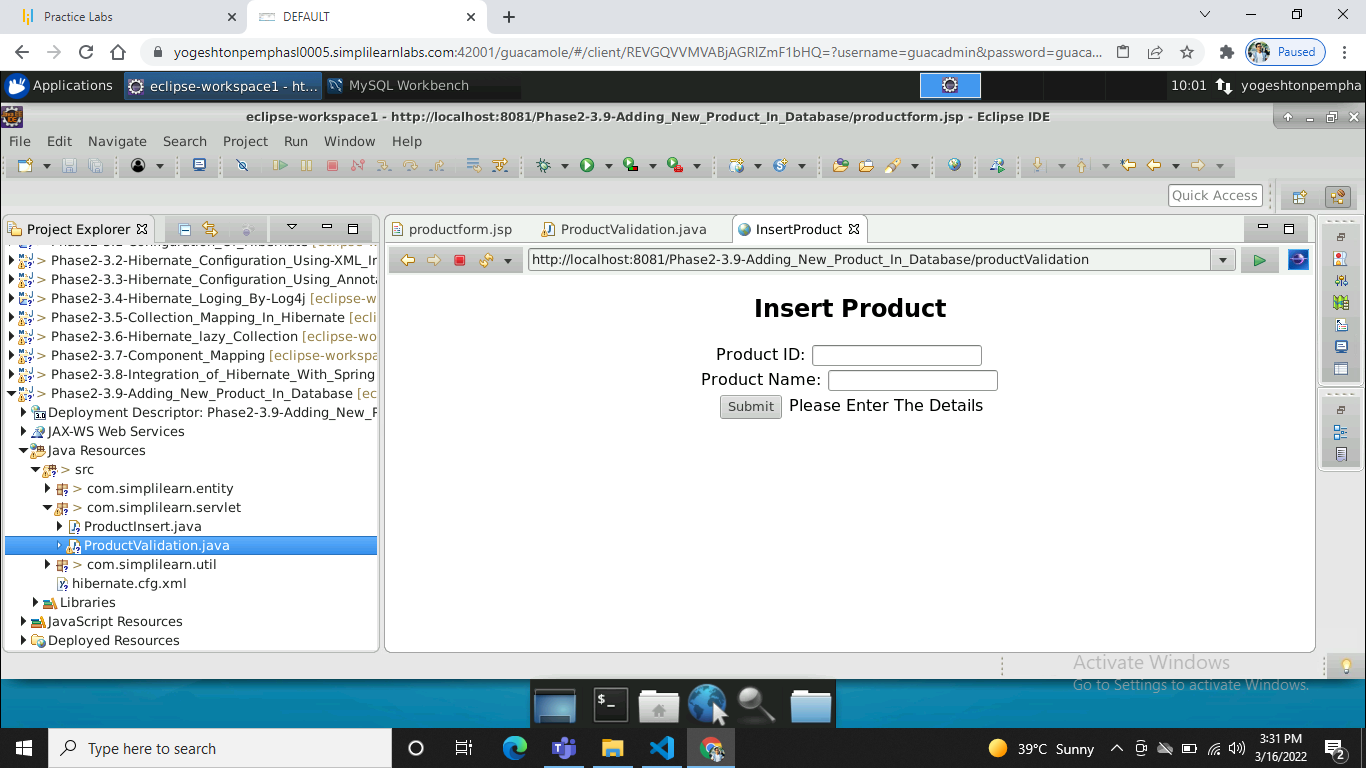 Practice Labs
DEFAULT
yogeshtonpemphasl0005.simplilearnlabs.com:42001/guacamole/#/client/REVGQVVMVABjAGRIZmF1bHQ=?username=guacadmin&password=guaca...
Paused
Applications
eclipse-workspace1 - ht...
MySQL Workbench
10:01
yogeshtonpempha
eclipse-workspace1 - http://localhost:8081/Phase2-3.9-Adding_New_Product_In_Database/productform.jsp - Eclipse IDE
File Edit Navigate Search Project Run Window Help
Quick Access
Project Explorer
productform.jsp
ProductValidation.java
InsertProduct
http://localhost:8081/Phase2-3.9-Adding_New_Product_In_Database/productValidation
> Phase2-3.2-Hibernate_Configuration_Using-XML_In
> Phase2-3.3-Hibernate_Configuration_Using_Annota
> Phase2-3.4-Hibernate_Loging_By-Log4j [eclipse-w
> Phase2-3.5-Collection_Mapping_In_Hibernate [ecli
> Phase2-3.6-Hibernate_lazy_Collection [eclipse-wo
> Phase2-3.7-Component_Mapping [eclipse-workspa
> Phase2-3.8-Integration_of_Hibernate_With_Spring
> Phase2-3.9-Adding_New_Product_In_Database [ec
Deployment Descriptor: Phase2-3.9-Adding_New_P
JAX-WS Web Services
Java Resources
> src
> com.simplilearn.entity
> com.simplilearn.servlet
ProductInsert.java
ProductValidation.java
> com.simplilearn.util
hibernate.cfg.xml
Libraries
JavaScript Resources
Deployed Resources
Insert Product
Product ID:
Product Name:
Submit Please Enter The Details
Activate Windows
Go to Settings to activate Windows.
Type here to search
39°C Sunny
3:31 PM
3/16/2022
2